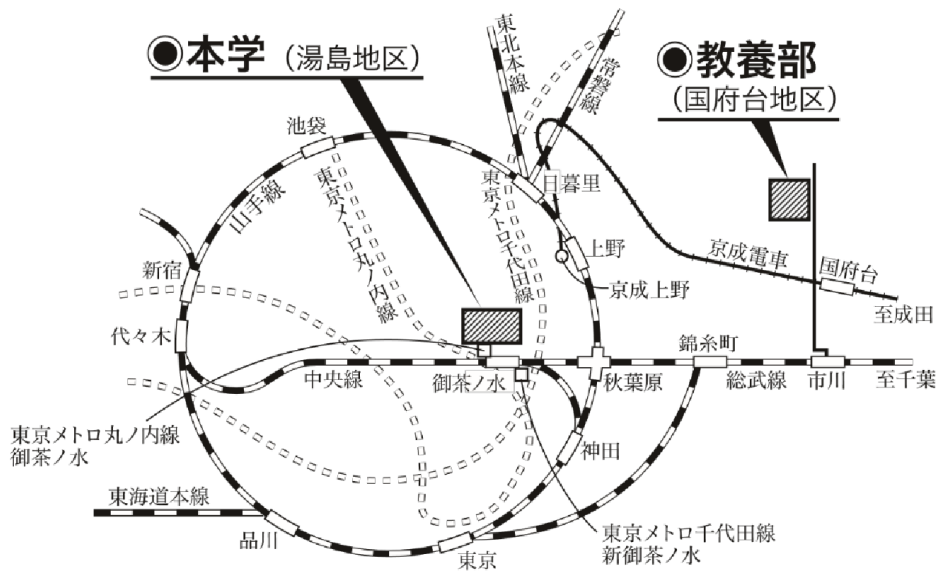 ◉本学(湯島地区)
◉教養部
(国府台地区)
東北本線
常磐線
池袋
山手線
東京メトロ丸ノ内線
東京メトロ千代田線
日暮里
上野
京成上野
京成電車
国府台
至成田
新宿
代々木
中央線
御茶ノ水
秋葉原
錦糸町
総武線
市川
至千葉
東京メトロ丸ノ内線
御茶ノ水
神田
東海道本線
品川
東京
東京メトロ千代田線
新御茶ノ水